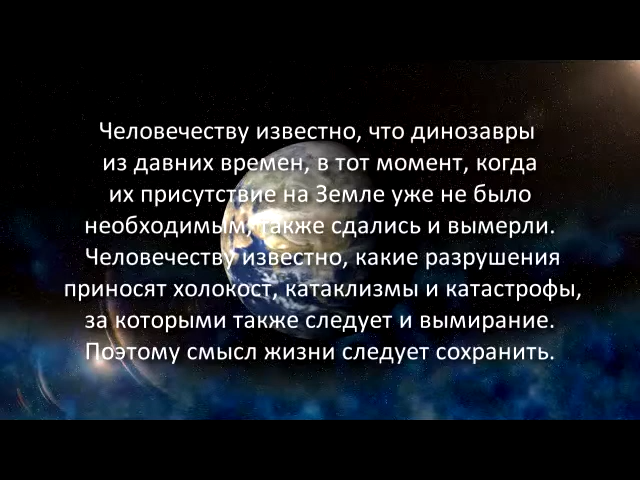 Человечеству известно, что динозавры
из давних времен, в тот момент, когда
их присутствие на Земле уже не было
необходимым, также сдались и вымерли.
Человечеству известно, какие разрушения
приносят холокост, катаклизмы и катастрофы,
за которыми также следует и вымирание.
Поэтому смысл жизни следует сохранить.